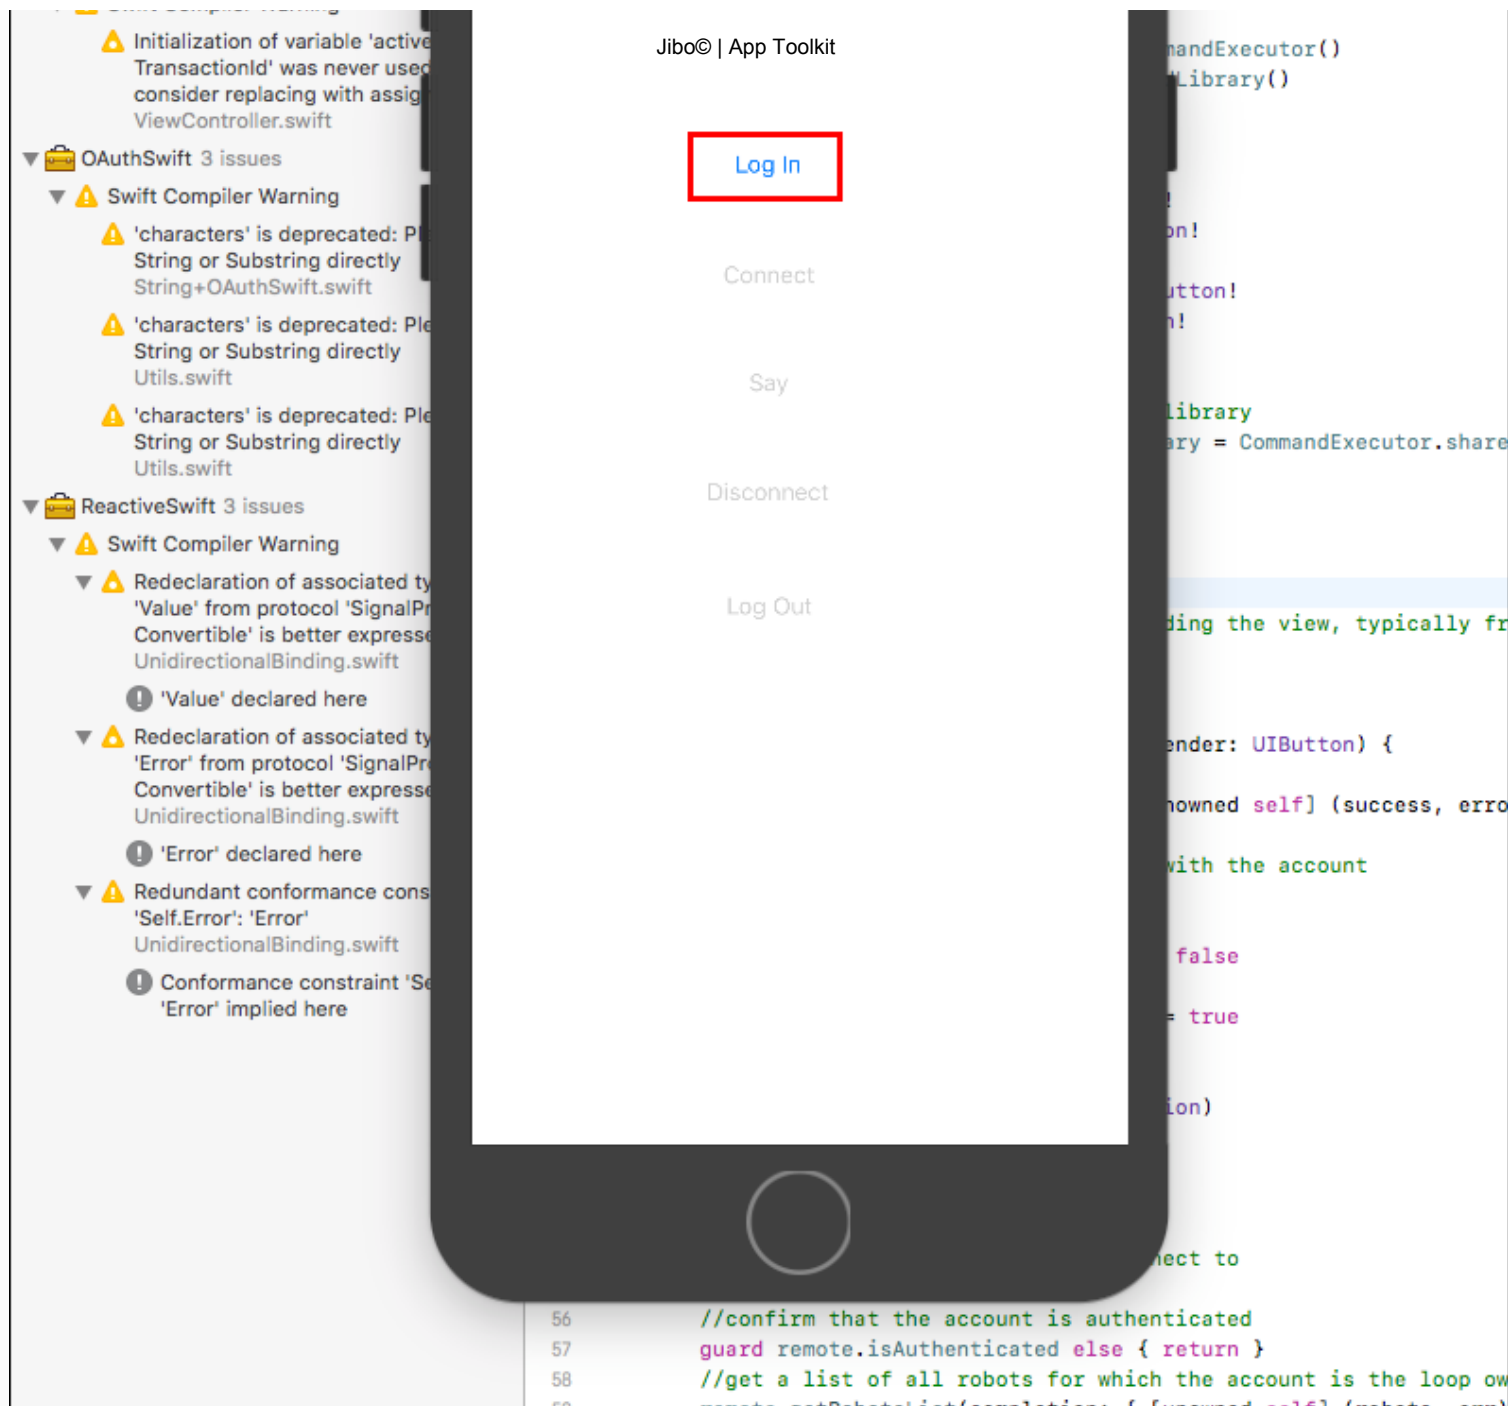 Initialization of variable 'active
TransactionId' was never used
consider replacing with assig
ViewController.swift
OAuthSwift 3 issues
Swift Compiler Warning
'characters' is deprecated: Pl
String or Substring directly
String+OAuthSwift.swift
'characters' is deprecated: Ple
String or Substring directly
Utils.swift
'characters' is deprecated: Ple
String or Substring directly
Utils.swift
ReactiveSwift 3 issues
Swift Compiler Warning
Redeclaration of associated ty
'Value' from protocol 'SignalPr
Convertible' is better expresse
UnidirectionalBinding.swift
'Value' declared here
Redeclaration of associated ty
'Error' from protocol 'SignalPro
Convertible' is better expresse
UnidirectionalBinding.swift
'Error' declared here
Redundant conformance cons
'Self.Error': 'Error'
UnidirectionalBinding.swift
Conformance constraint 'Se
'Error' implied here
Jibo© | App Toolkit
Log In
Connect
Say
Disconnect
Log Out
mandExecutor()
Library()
!
on!
utton!
n!
library
ary = CommandExecutor.share
ding the view, typically fr
ender: UIButton) {
nowned self] (success, erro
with the account
false
= true
ion)
nect to
56 //confirm that the account is authenticated
57 guard remote.isAuthenticated else { return }
58 //get a list of all robots for which the account is the loop ow